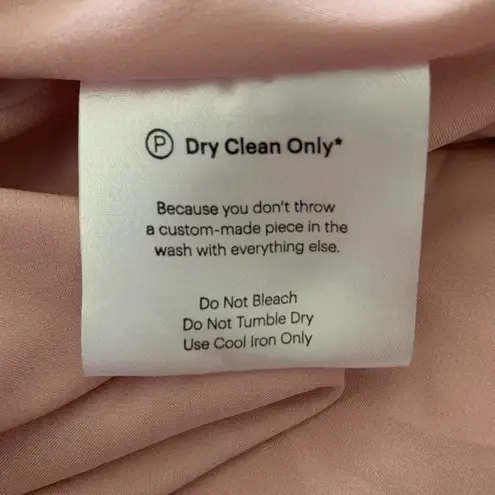 Ⓟ Dry Clean Only*
Because you don't throw
a custom-made piece in the
wash with everything else.
Do Not Bleach
Do Not Tumble Dry
Use Cool Iron Only